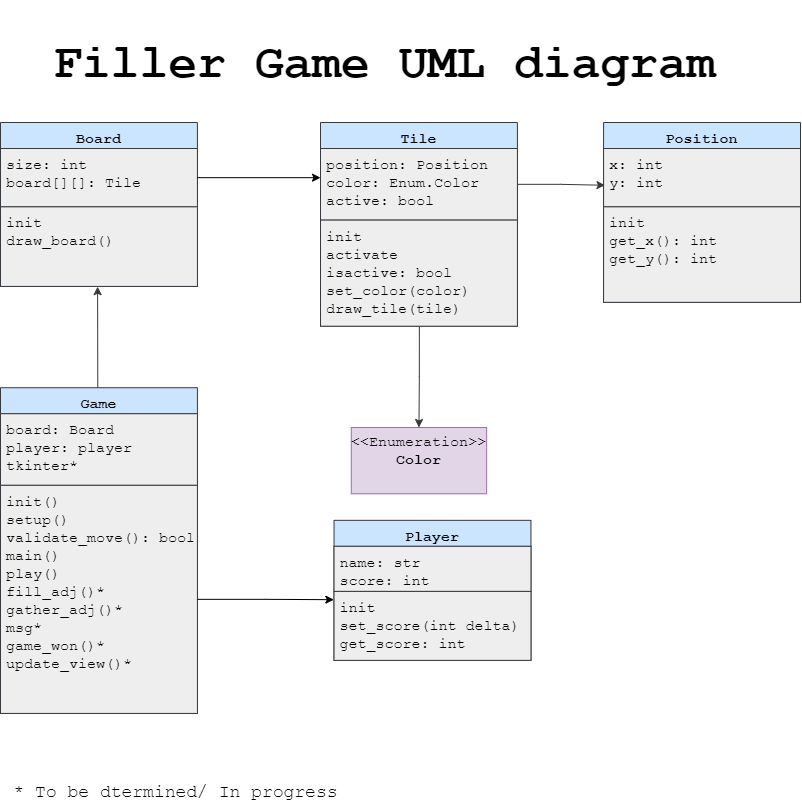 Filler Game UML diagram
Board
size: int
board[][]: Tile
init
draw_board()
Tile
position: Position
color: Enum.Color
active: bool
init
activate
isactive: bool
set_color(color)
draw_tile(tile)
Position
x: int
y: int
init
get_x(): int
get_y(): int
Game
board: Board
player: player
tkinter*
init()
setup()
validate_move(): bool
main()
play()
fill_adj()*
gather_adj()*
msg*
game_won()*
update_view()*
<<Enumeration>>
Color
Player
name: str
score: int
init
set_score(int delta)
get_score: int
* To be dtermined/ In progress